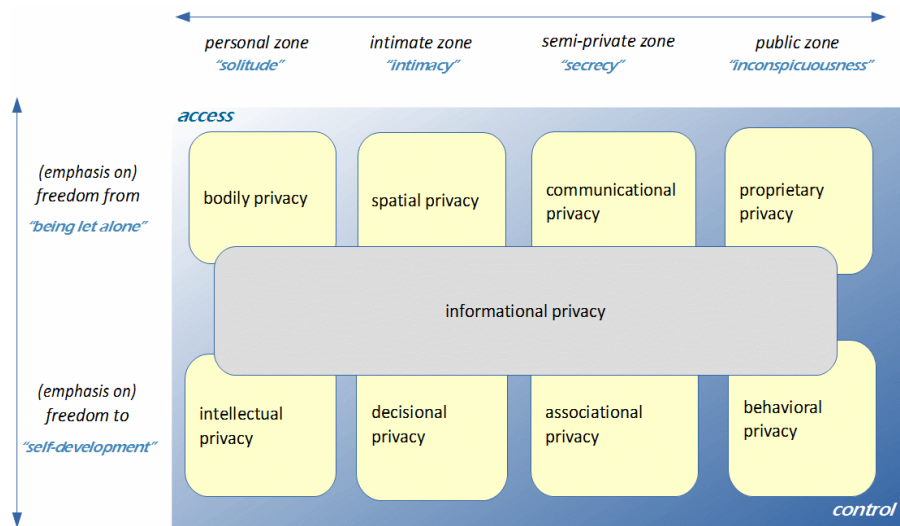 personal zone
"solitude"
intimate zone
"intimacy"
semi-private zone
"secrecy"
public zone
"inconspicuousness"
access
(emphasis on)
freedom from
"being let alone"
bodily privacy
spatial privacy
communicational
privacy
proprietary
privacy
informational privacy
(emphasis on)
freedom to
"self-development"
intellectual
privacy
decisional
privacy
associational
privacy
behavioral
privacy
control